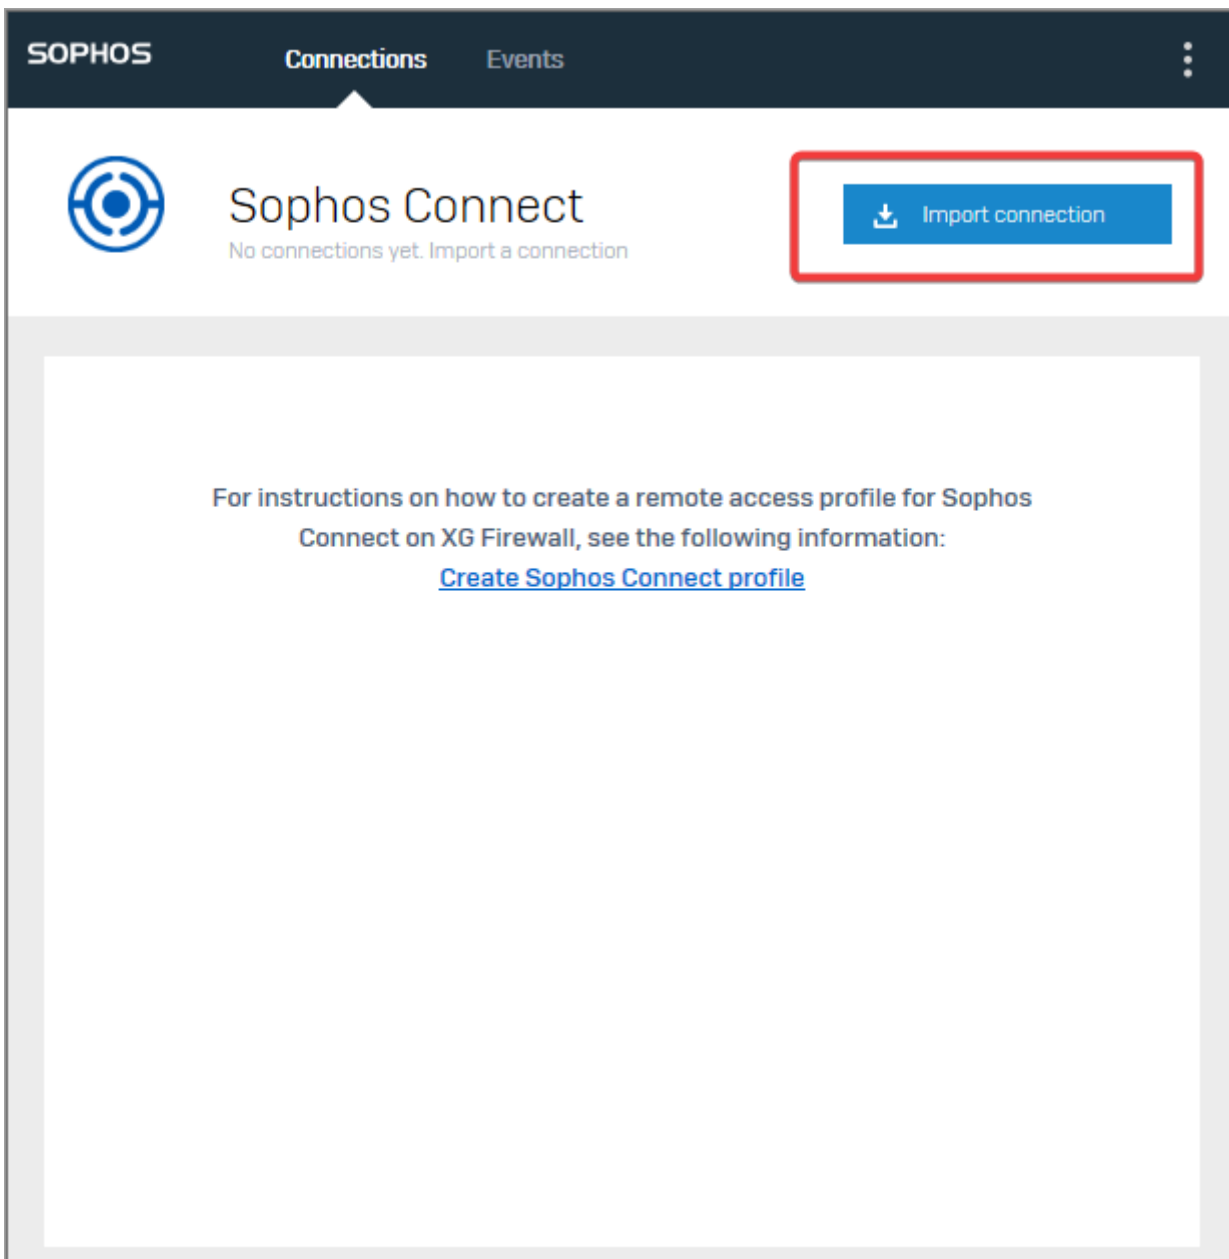 SOPHOS
Connections
Events
Sophos Connect
No connections yet. Import a connection
Import connection
For instructions on how to create a remote access profile for Sophos
Connect on XG Firewall, see the following information:
Create Sophos Connect profile